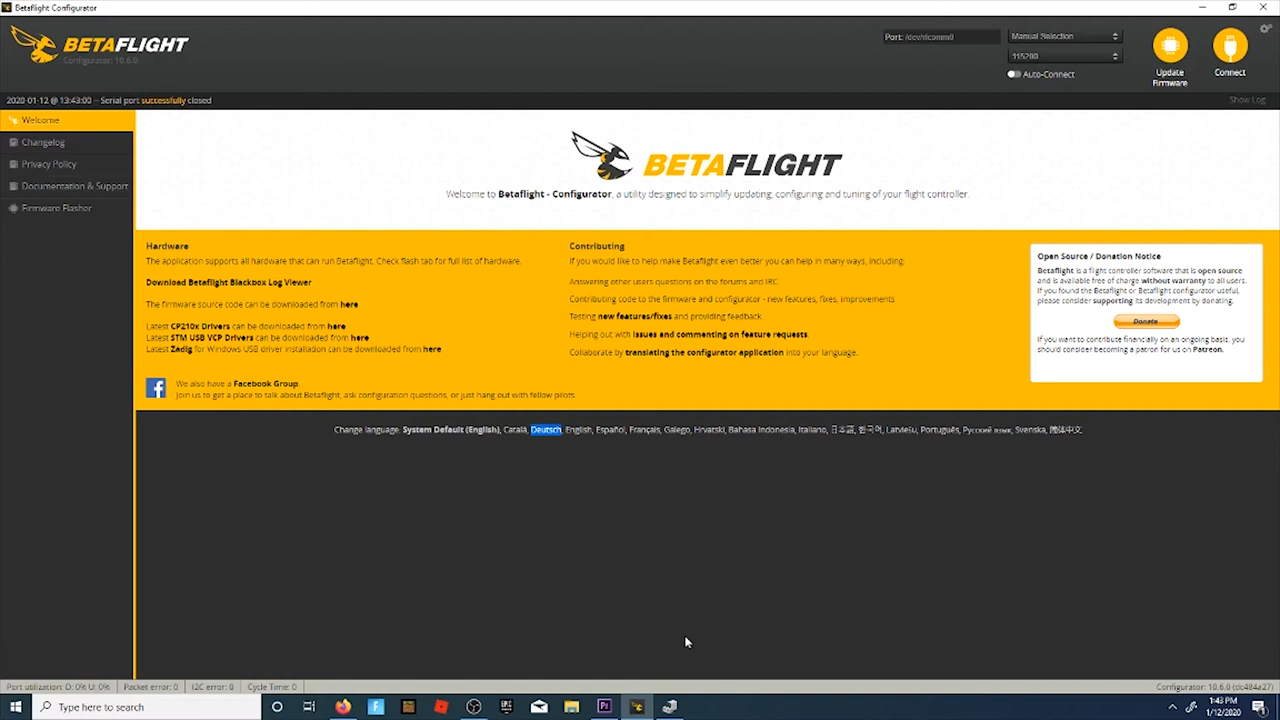 Betaflight Configurator
BETAFLIGHT
Configurator: 10.6.0
Port: /dev/rfcomm0
Manual Selection
115200
Auto-Connect
Update
Firmware
Connect
2020-01-12 @ 13:43:00 -- Serial port successfully closed
Show Log
Welcome
Changelog
Privacy Policy
Documentation & Support
Firmware Flasher
BETAFLIGHT
Welcome to Betaflight - Configurator, a utility designed to simplify updating, configuring and tuning of your flight controller.
Hardware
The application supports all hardware that can run Betaflight. Check flash tab for full list of hardware.
Download Betaflight Blackbox Log Viewer
The firmware source code can be downloaded from here
Latest CP210x Drivers can be downloaded from here
Latest STM USB VCP Drivers can be downloaded from here
Latest Zadig for Windows USB driver installation can be downloaded from here
We also have a Facebook Group.
Join us to get a place to talk about Betaflight, ask configuration questions, or just hang out with fellow pilots.
Contributing
If you would like to help make Betaflight even better you can help in many ways, including:
Answering other users questions on the forums and IRC.
Contributing code to the firmware and configurator - new features, fixes, improvements
Testing new features/fixes and providing feedback
Helping out with issues and commenting on feature requests.
Collaborate by translating the configurator application into your language.
Open Source / Donation Notice
Betaflight is a flight controller software that is open source
and is available free of charge without warranty to all users.
If you found the Betaflight or Betaflight configurator useful,
please consider supporting its development by donating.
Donate
If you want to contribute financially on an ongoing basis, you
should consider becoming a patron for us on Patreon.
Change language: System Default (English), Català, Deutsch, English, Español, Français, Galego, Hrvatski, Bahasa Indonesia, Italiano, 日本語, 한국어, Latviešu, Português, Русский язык, Svenska, 简体中文
Port utilization: D: 0% U: 0%
Packet error: 0
I2C error: 0
Cycle Time: 0
Configurator: 10.6.0 (dc484a27)
Type here to search
EPIC
Pr
1:43 PM
1/12/2020